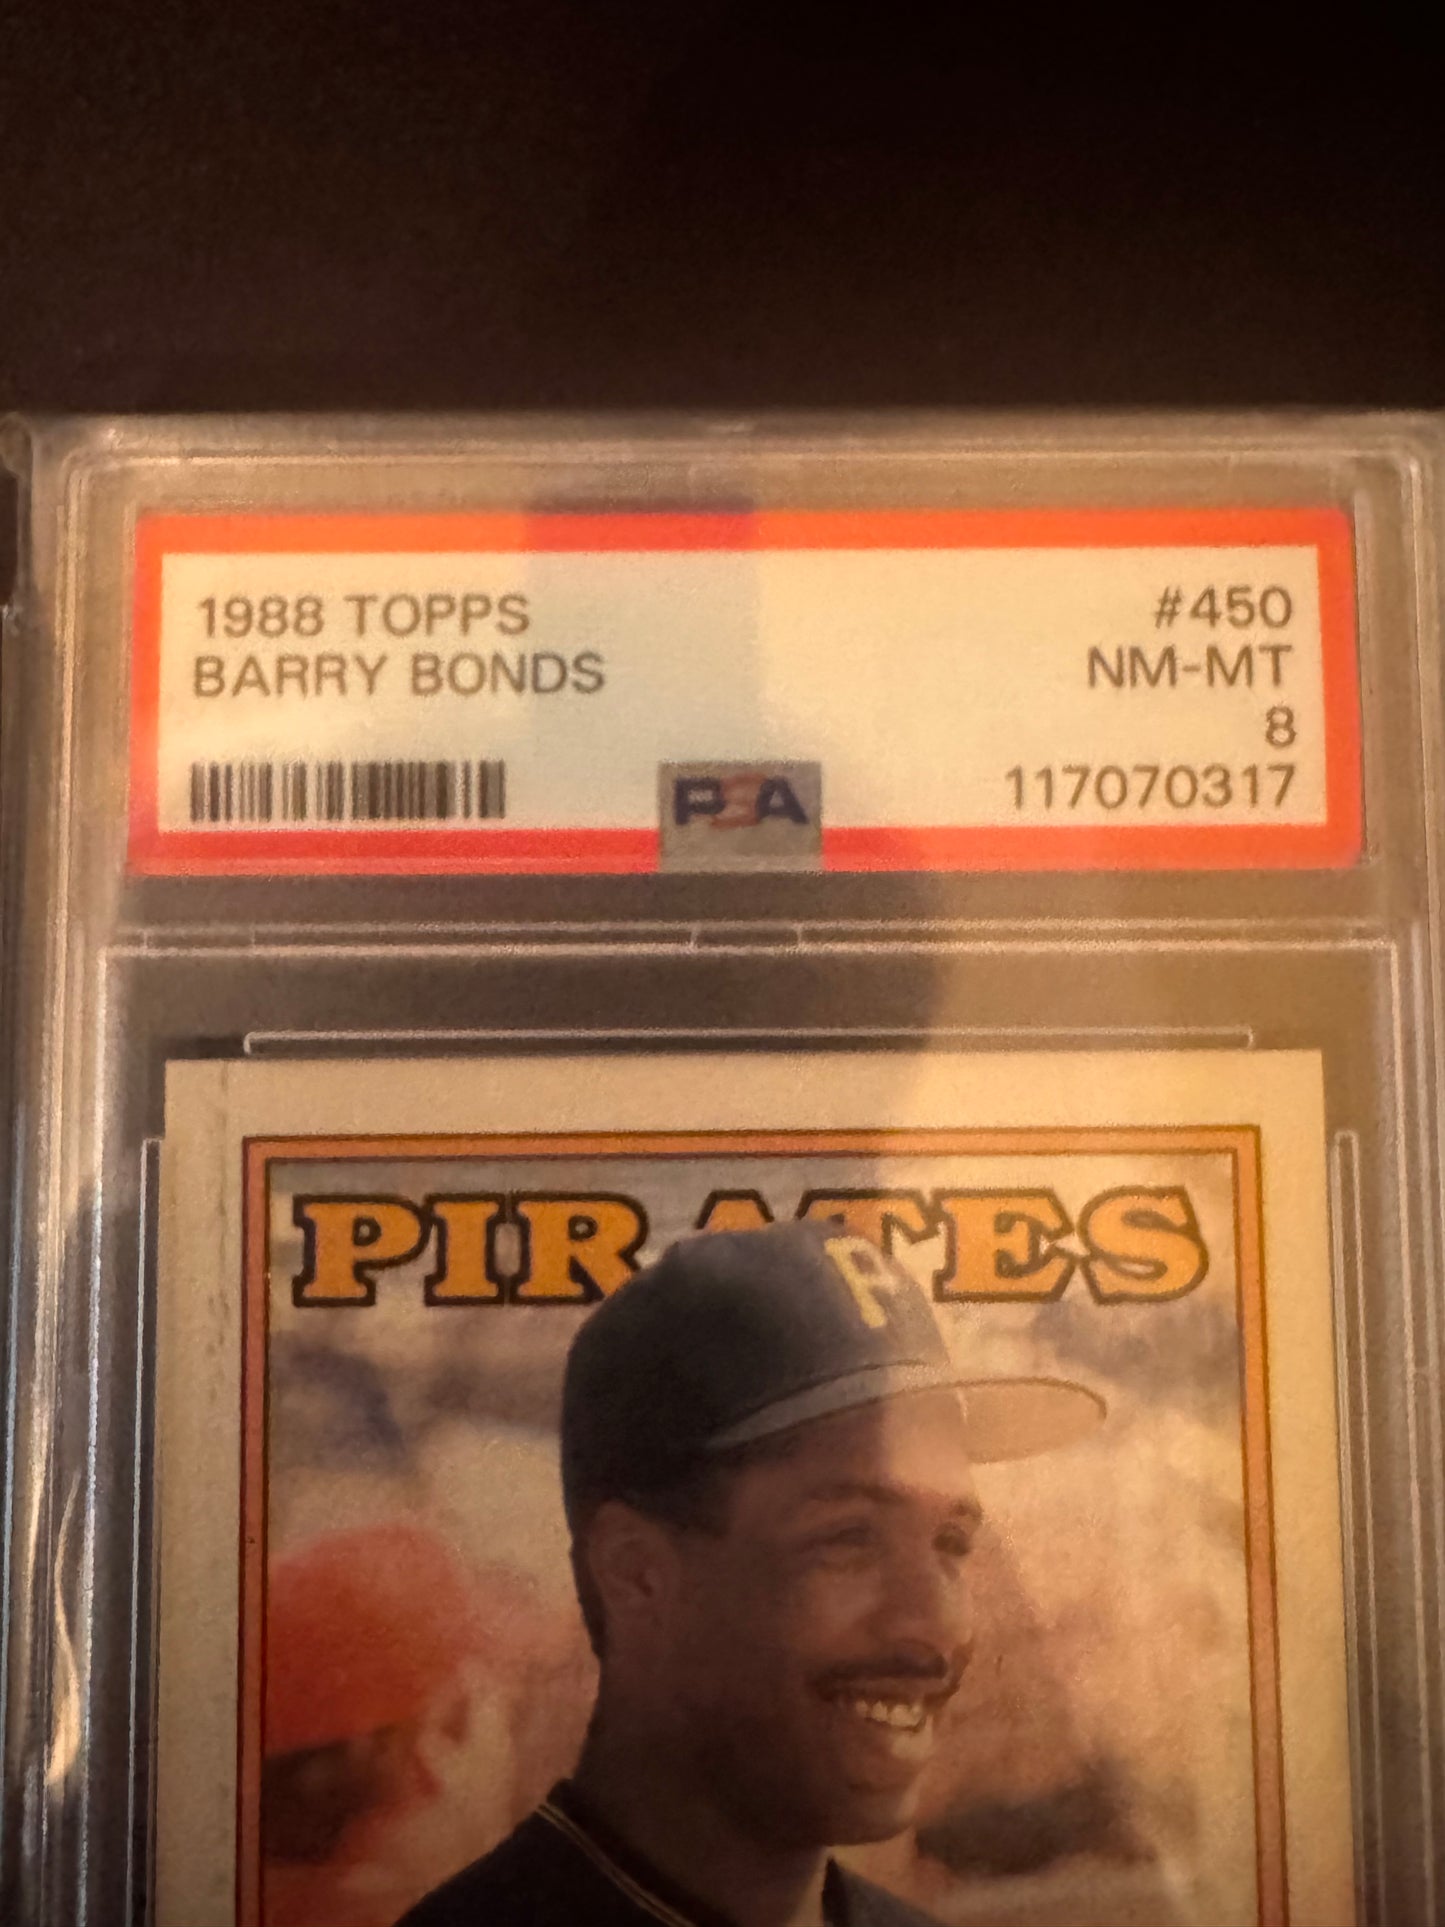 1988 TOPPS #450
BARRY BONDS NM-MT
8
117070317
PSA
PIRATES
P